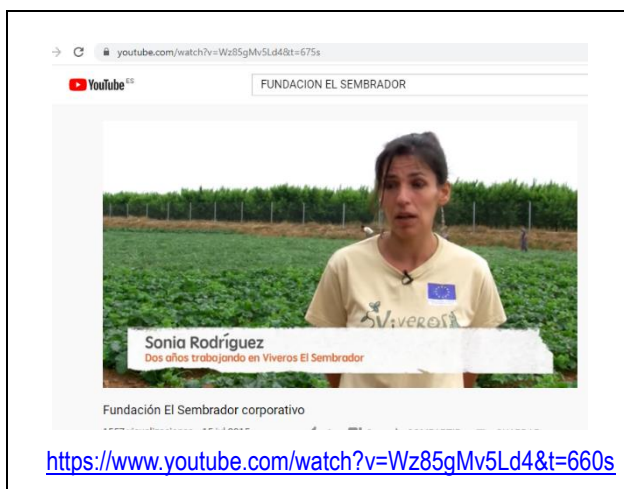 youtube.com/watch?v=Wz85gMv5Ld4&t=675s
YouTube ES
FUNDACION EL SEMBRADOR
Viveros
Sonia Rodríguez
Dos años trabajando en Viveros El Sembrador
Fundación El Sembrador corporativo
https://www.youtube.com/watch?v=Wz85gMv5Ld4&t=660s